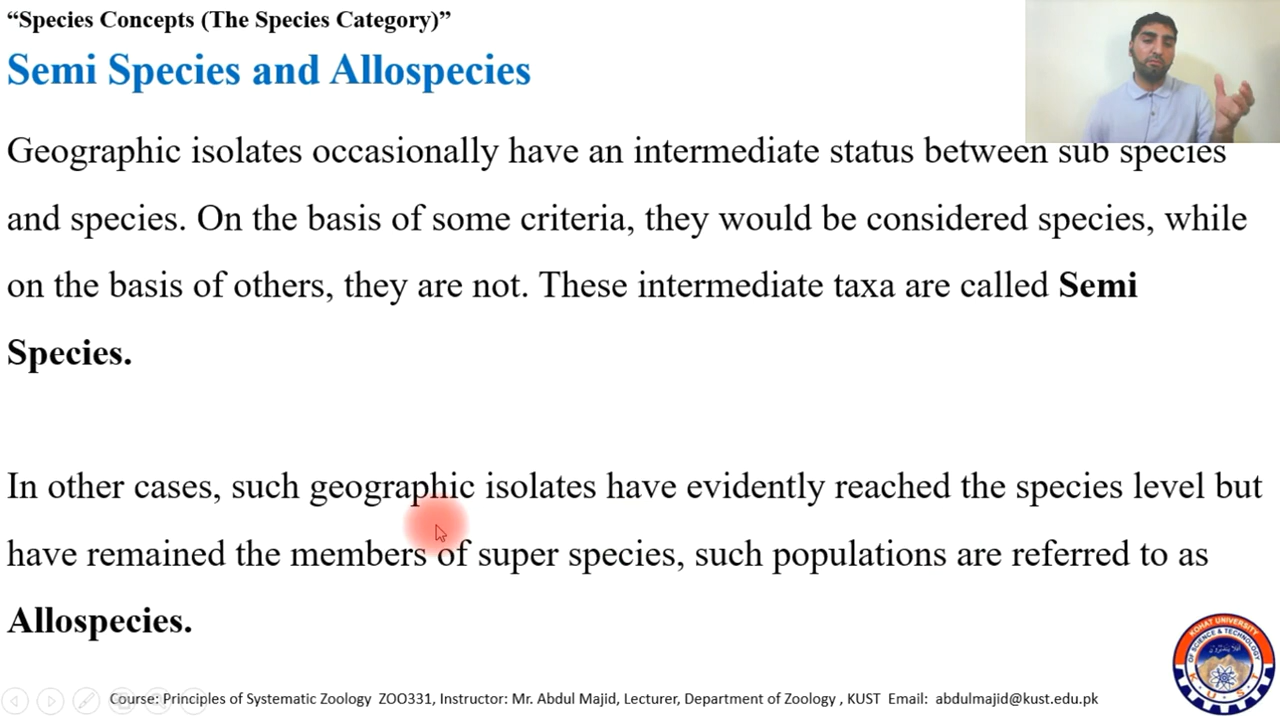 “Species Concepts (The Species Category)”
Semi Species and Allospecies
Geographic isolates occasionally have an intermediate status between sub species
and species. On the basis of some criteria, they would be considered species, while
on the basis of others, they are not. These intermediate taxa are called Semi
Species.
In other cases, such geographic isolates have evidently reached the species level but
have remained the members of super species, such populations are referred to as
Allospecies.
KOHAT UNIVERSITY
OF SCIENCE & TECHNOLOGY
K U S T
Course: Principles of Systematic Zoology ZOO331, Instructor: Mr. Abdul Majid, Lecturer, Department of Zoology , KUST Email: abdulmajid@kust.edu.pk